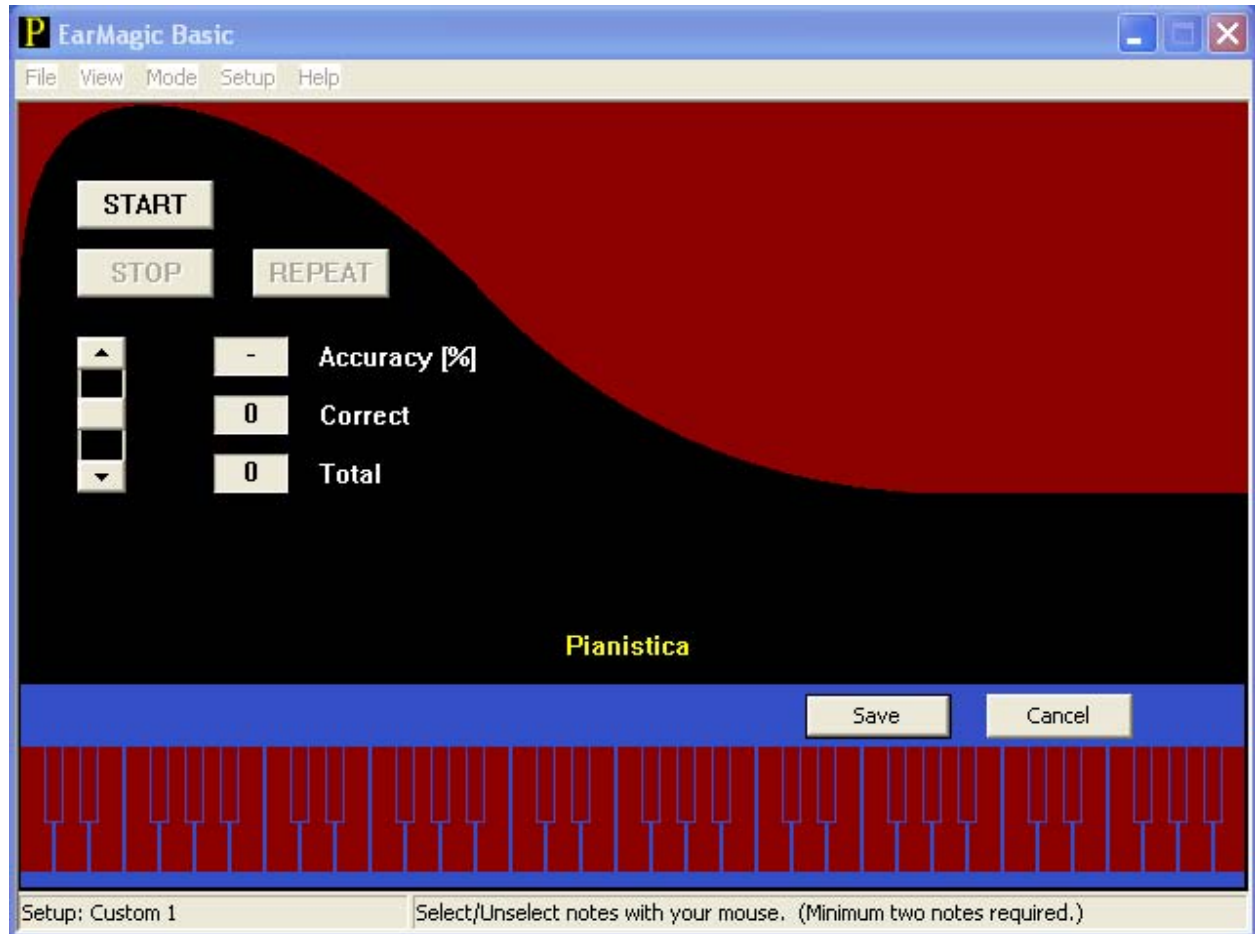 P EarMagic Basic
File View Mode Setup Help
START
STOP REPEAT
- Accuracy [%]
0 Correct
0 Total
Pianistica
Save Cancel
Setup: Custom 1 Select/Unselect notes with your mouse. (Minimum two notes required.)